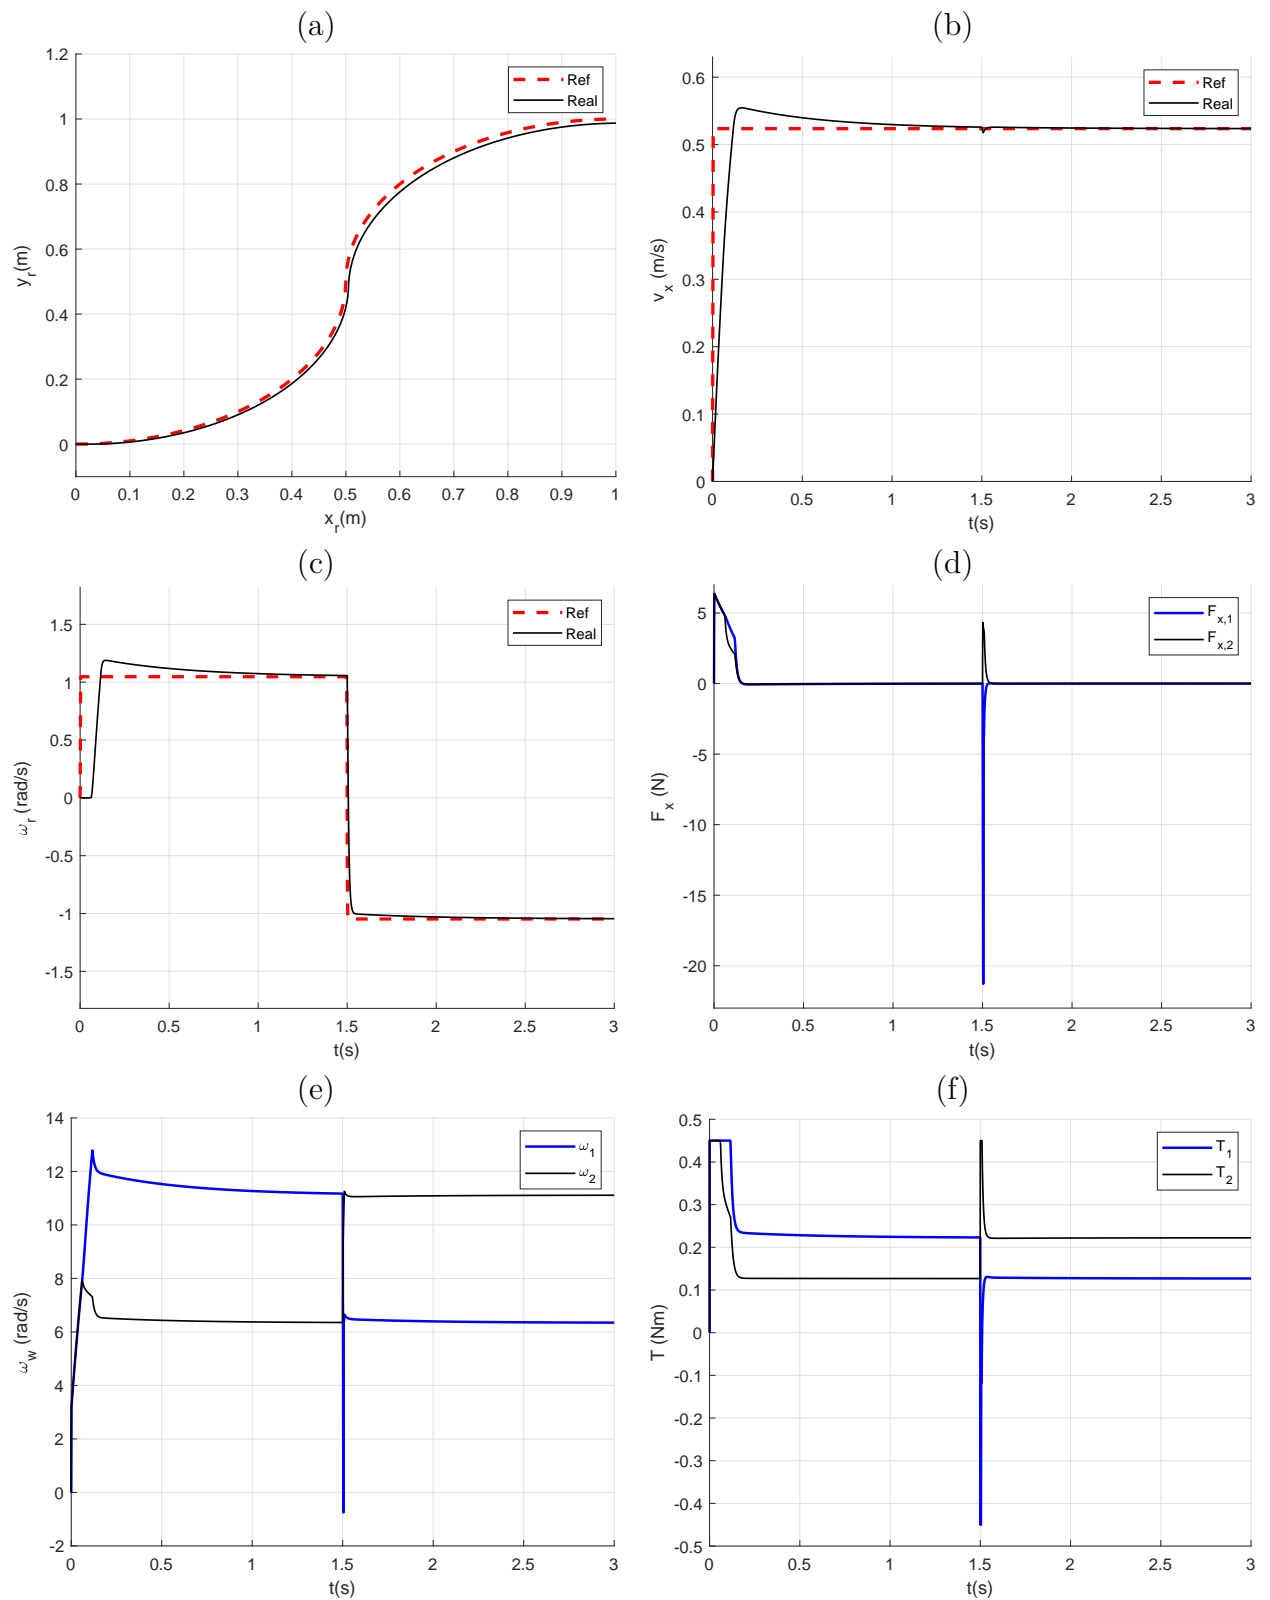 (a)
1.2
1
0.8
0.6
0.4
0.2
0
y_r(m)
0 0.1 0.2 0.3 0.4 0.5 0.6 0.7 0.8 0.9 1
x_r(m)
Ref
Real
(b)
0.6
0.5
0.4
0.3
0.2
0.1
0
v_x (m/s)
0 0.5 1 1.5 2 2.5 3
t(s)
Ref
Real
(c)
1.5
1
0.5
0
-0.5
-1
-1.5
ω_r (rad/s)
0 0.5 1 1.5 2 2.5 3
t(s)
Ref
Real
(d)
5
0
-5
-10
-15
-20
F_x (N)
0 0.5 1 1.5 2 2.5 3
t(s)
F_x,1
F_x,2
(e)
14
12
10
8
6
4
2
0
-2
ω_w (rad/s)
0 0.5 1 1.5 2 2.5 3
t(s)
ω_1
ω_2
(f)
0.5
0.4
0.3
0.2
0.1
0
-0.1
-0.2
-0.3
-0.4
-0.5
T (Nm)
0 0.5 1 1.5 2 2.5 3
t(s)
T_1
T_2